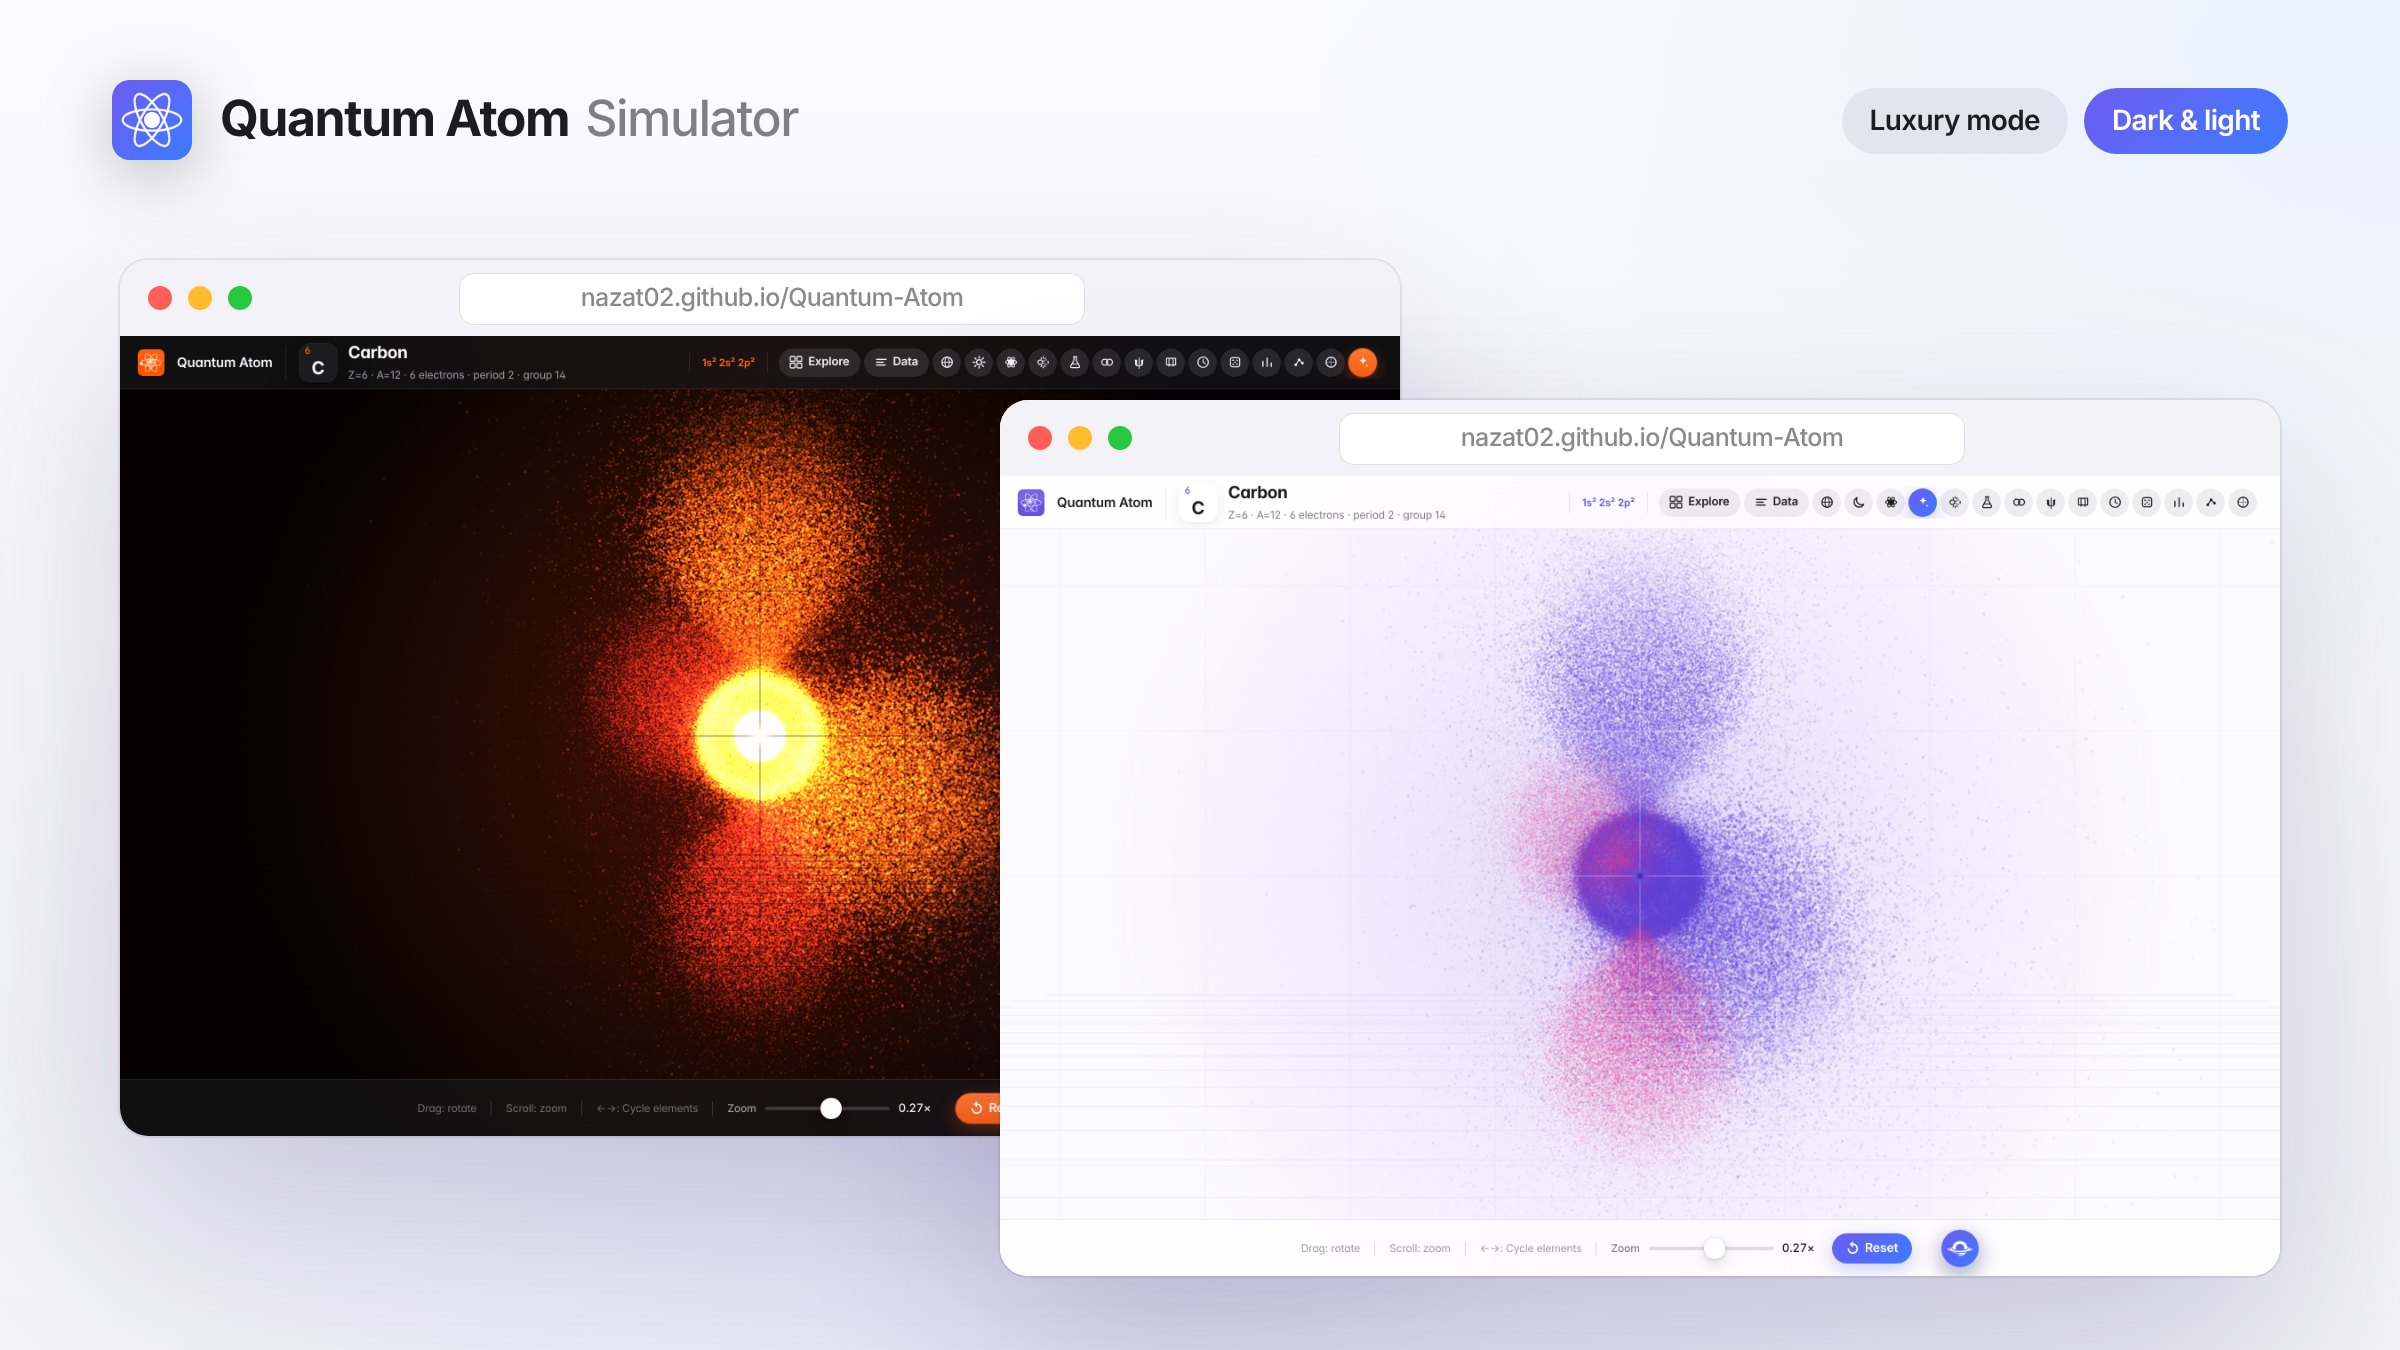 Quantum Atom Simulator
Luxury mode
Dark & light
nazat02.github.io/Quantum-Atom
Quantum Atom
6
C
Carbon
Z=6 · A=12 · 6 electrons · period 2 · group 14
1s² 2s² 2p²
Explore
Data
Drag: rotate
Scroll: zoom
←→: Cycle elements
Zoom
0.27×
nazat02.github.io/Quantum-Atom
Quantum Atom
6
C
Carbon
Z=6 · A=12 · 6 electrons · period 2 · group 14
1s² 2s² 2p²
Explore
Data
Drag: rotate
Scroll: zoom
←→: Cycle elements
Zoom
0.27×
Reset